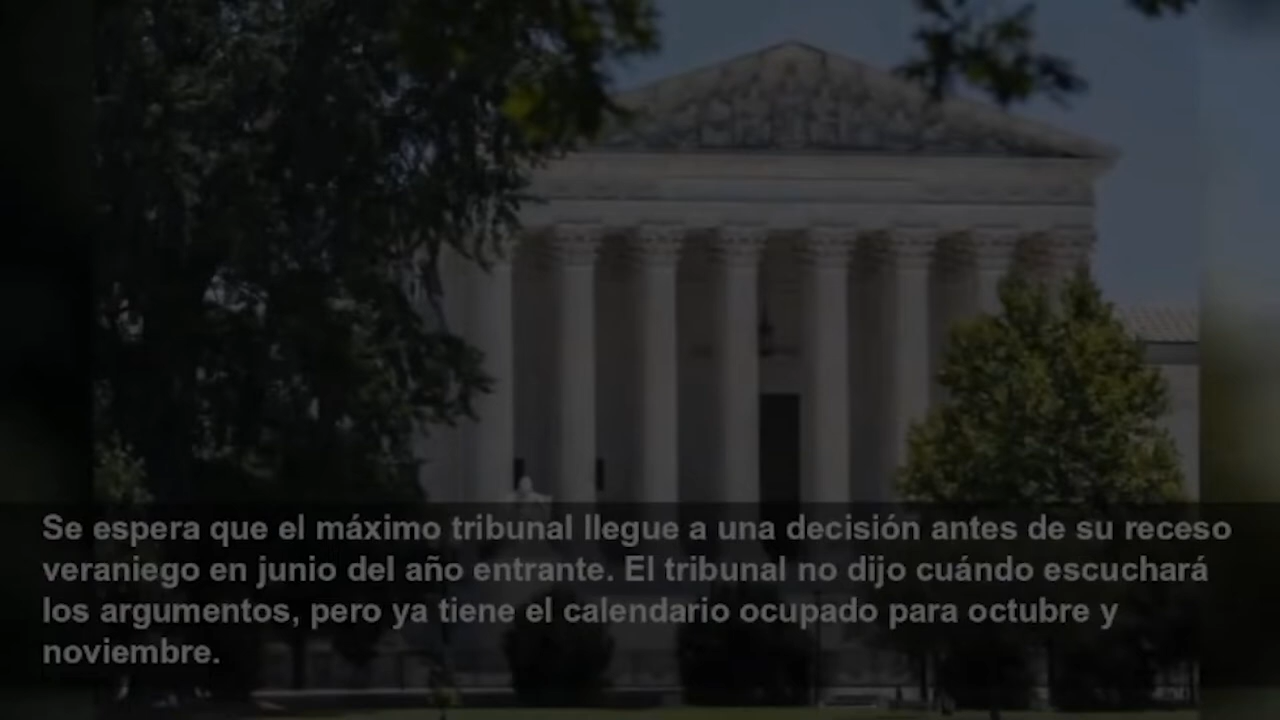 Se espera que el máximo tribunal llegue a una decisión antes de su receso
veraniego en junio del año entrante. El tribunal no dijo cuándo escuchará
los argumentos, pero ya tiene el calendario ocupado para octubre y
noviembre.